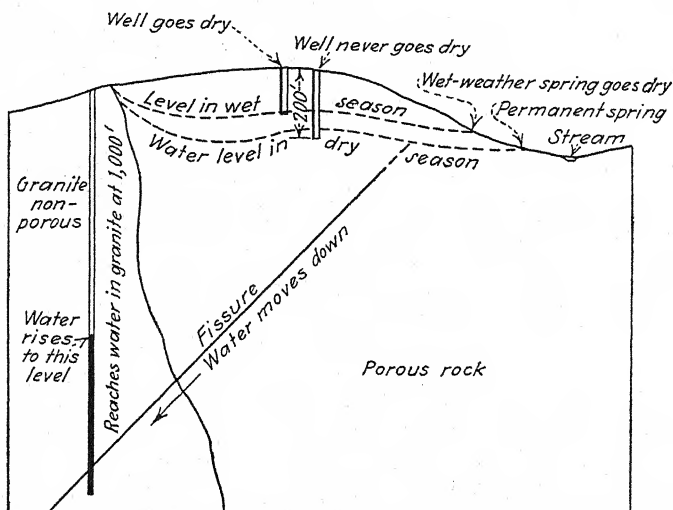 Well goes dry
Well never goes dry
Wet-weather spring goes dry
Permanent spring
Stream
Level in wet season
200'
Water level in dry season
Granite
non-
porous
Reaches water in granite at 1,000'
Water
rises
to this
level
Fissure
Water moves down
Porous rock